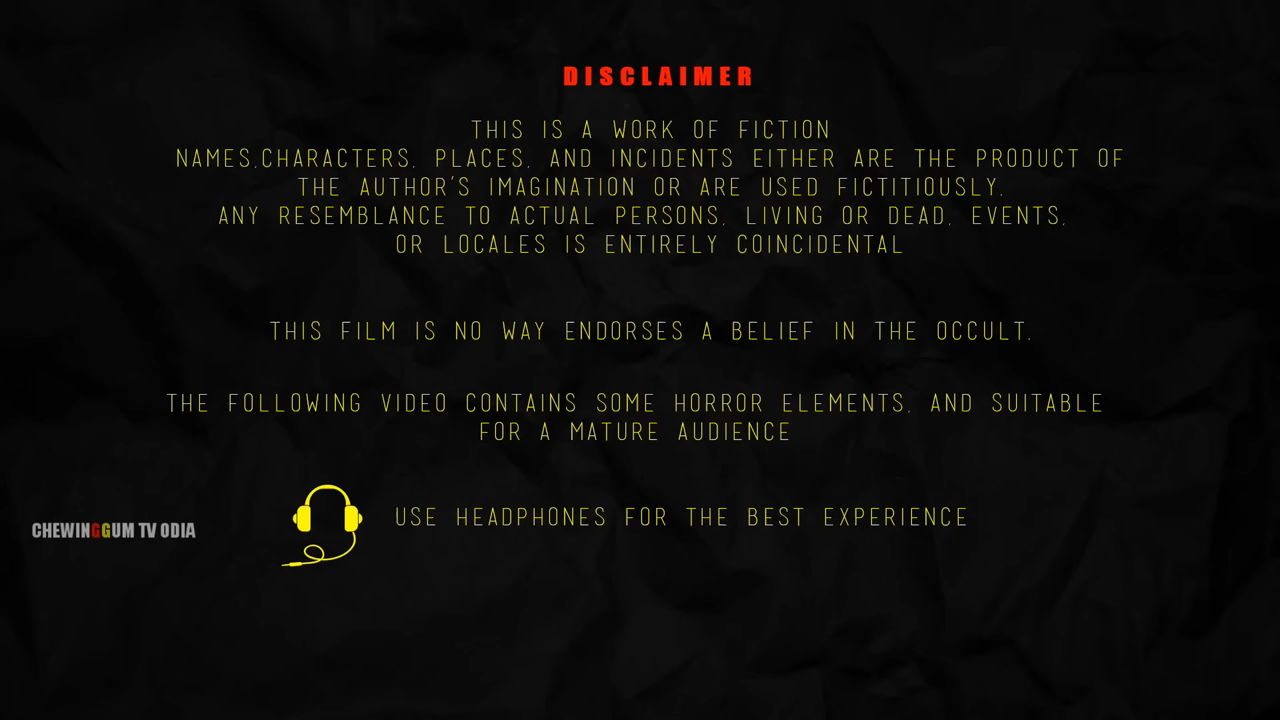 DISCLAIMER
THIS IS A WORK OF FICTION
NAMES,CHARACTERS, PLACES, AND INCIDENTS EITHER ARE THE PRODUCT OF
THE AUTHOR'S IMAGINATION OR ARE USED FICTITIOUSLY.
ANY RESEMBLANCE TO ACTUAL PERSONS, LIVING OR DEAD, EVENTS,
OR LOCALES IS ENTIRELY COINCIDENTAL
THIS FILM IS NO WAY ENDORSES A BELIEF IN THE OCCULT.
THE FOLLOWING VIDEO CONTAINS SOME HORROR ELEMENTS, AND SUITABLE
FOR A MATURE AUDIENCE
USE HEADPHONES FOR THE BEST EXPERIENCE
CHEWINGGUM TV ODIA